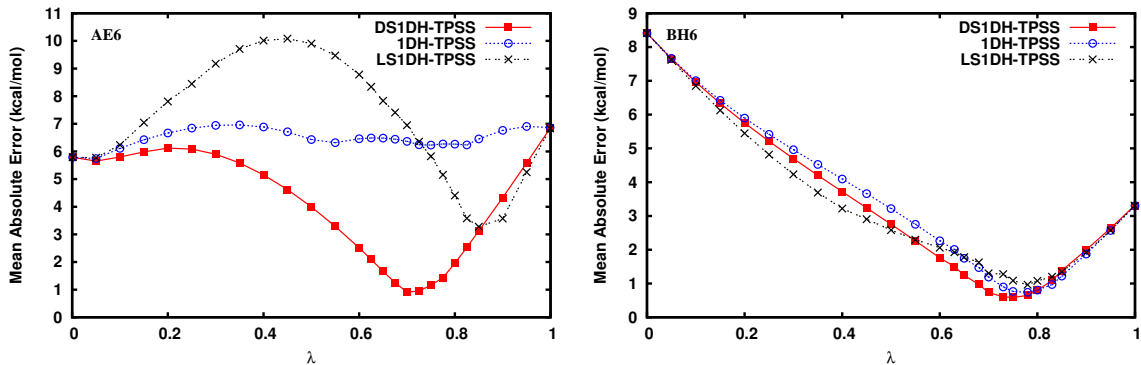 AE6
DS1DH-TPSS
1DH-TPSS
LS1DH-TPSS
Mean Absolute Error (kcal/mol)
11
10
9
8
7
6
5
4
3
2
1
0
0
0.2
0.4
0.6
0.8
1
λ
BH6
DS1DH-TPSS
1DH-TPSS
LS1DH-TPSS
Mean Absolute Error (kcal/mol)
9
8
7
6
5
4
3
2
1
0
0
0.2
0.4
0.6
0.8
1
λ